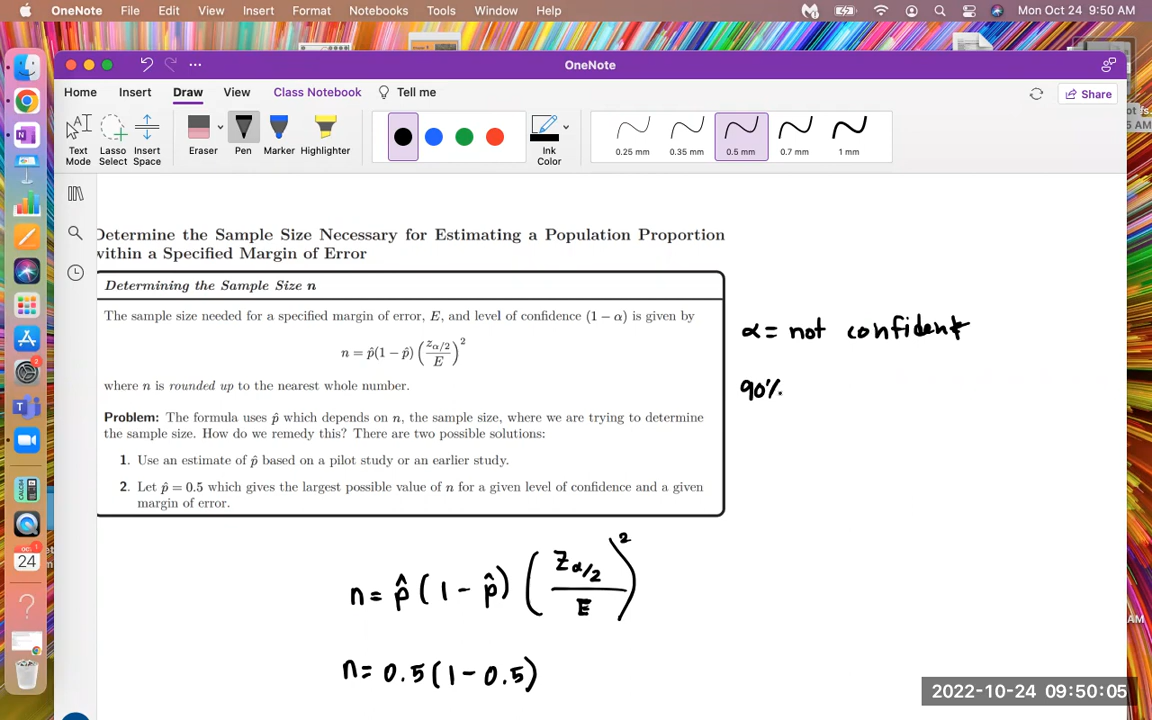 OneNote File Edit View Insert Format Notebooks Tools Window Help Mon Oct 24 9:50 AM
OneNote
Home Insert Draw View Class Notebook Tell me Share
Text Mode Lasso Select Insert Space Eraser Pen Marker Highlighter Ink Color 0.25 mm 0.35 mm 0.5 mm 0.7 mm 1 mm
Determine the Sample Size Necessary for Estimating a Population Proportion
within a Specified Margin of Error
Determining the Sample Size n
The sample size needed for a specified margin of error, E, and level of confidence (1 − α) is given by
n = p̂(1 − p̂) (z_{α/2}/E)^2
where n is rounded up to the nearest whole number.
Problem: The formula uses p̂ which depends on n, the sample size, where we are trying to determine
the sample size. How do we remedy this? There are two possible solutions:
1. Use an estimate of p̂ based on a pilot study or an earlier study.
2. Let p̂ = 0.5 which gives the largest possible value of n for a given level of confidence and a given
margin of error.
α = not confident
90%
n = p̂ (1 − p̂) (Z_{α/2}/E)^2
n = 0.5 (1 − 0.5)
OCT
24
2022-10-24 09:50:05